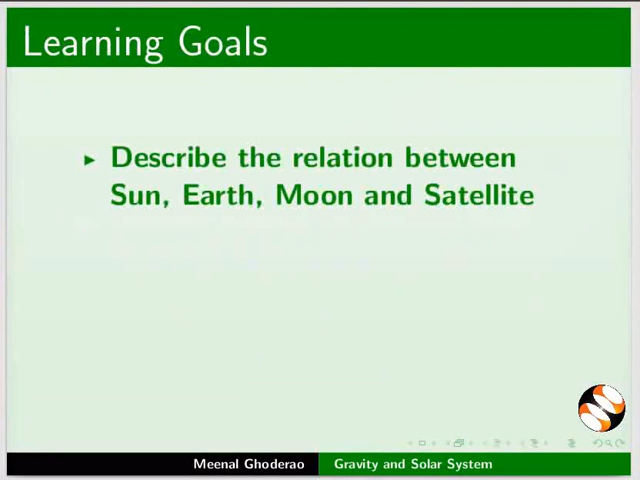 Learning Goals
Describe the relation between
Sun, Earth, Moon and Satellite
Meenal Ghoderao
Gravity and Solar System